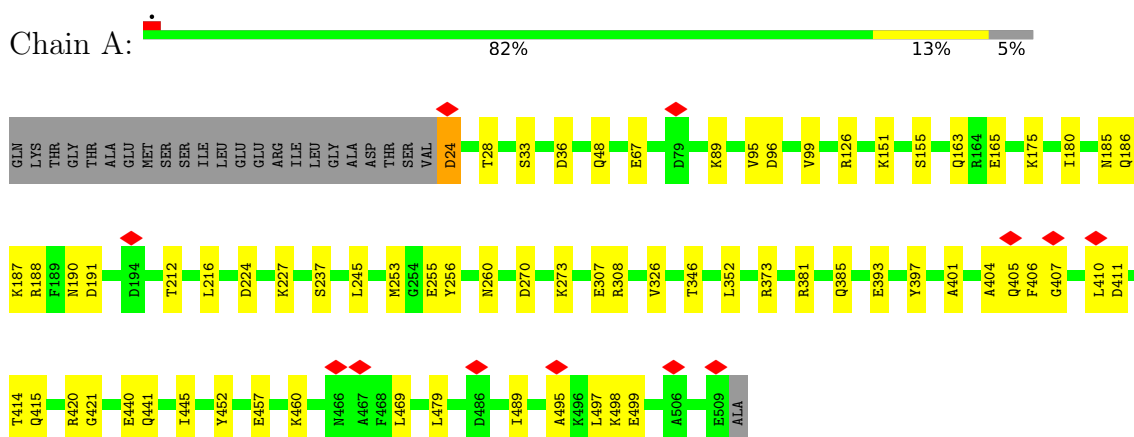 Chain A:
82% 13% 5%
GLN LYS THR GLY THR ALA GLU MET SER SER ILE LEU GLU GLU ARG ILE LEU GLY ALA ASP THR SER VAL D24 T28 S33 D36 Q48 E67 D79 K89 V95 D96 V99 R126 K151 S155 Q163 R164 E165 K175 I180 N185 Q186
K187 R188 F189 N190 D191 D194 T212 L216 D224 K227 S237 L245 M253 G254 E255 Y256 N260 D270 K273 E307 R308 V326 T346 L352 R373 R381 Q385 E393 Y397 A401 A404 Q405 F406 G407 L410 D411
T414 Q415 R420 G421 E440 Q441 I445 Y452 E457 K460 N466 A467 F468 L469 L479 D486 I489 A495 K496 L497 K498 E499 A506 E509 ALA